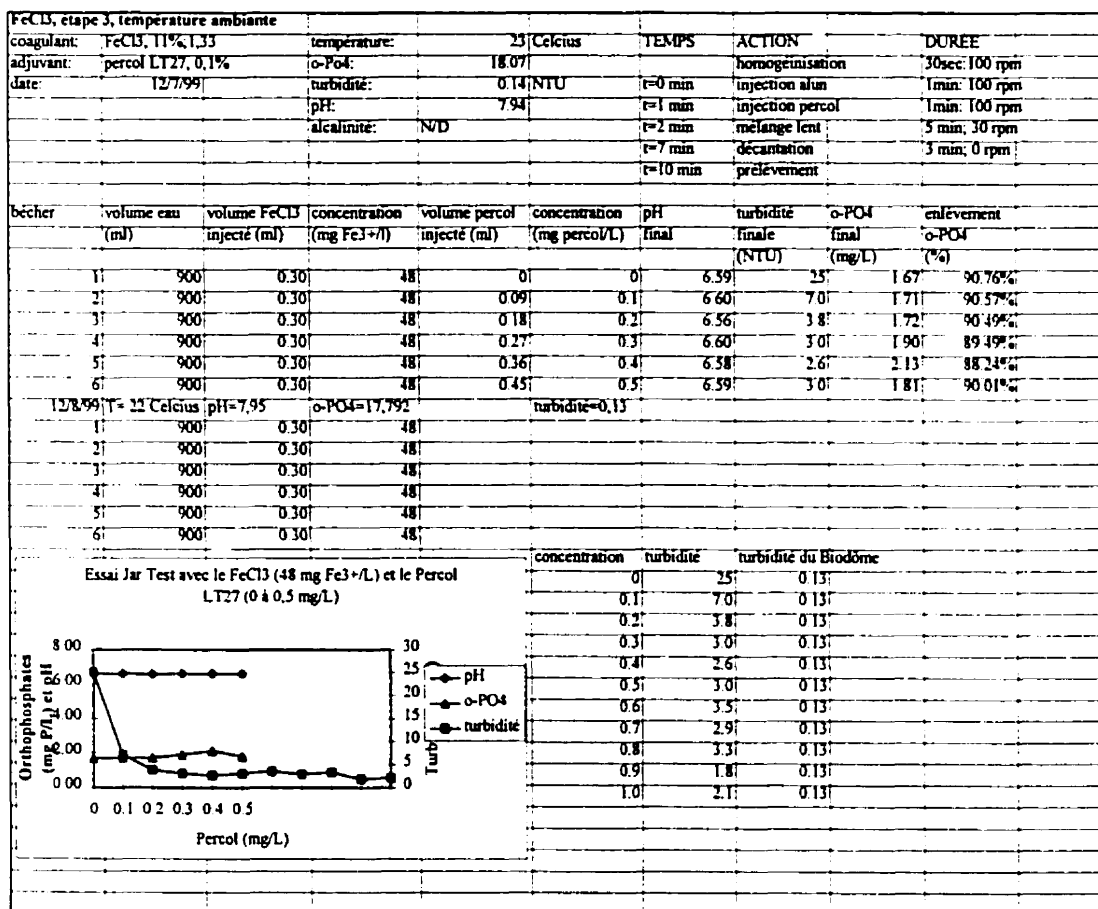 FeCl3, étape 3, température ambiante
coagulant: FeCl3, 11%;1,33 température: 23 Celcius TEMPS ACTION DURÉE
adjuvant: percol LT27, 0,1% o-Po4: 18.07 homogéinisation 30sec:100 rpm
date: 12/7/99 turbidité: 0.14 NTU t=0 min injection alun 1min: 100 rpm
pH: 7.94 t=1 min injection percol 1min: 100 rpm
alcalinité: N/D t=2 min mélange lent 5 min; 30 rpm
t=7 min décantation 3 min; 0 rpm
t=10 min prélèvement
bécher volume eau volume FeCl3 concentration volume percol concentration pH turbidité o-PO4 enlèvement
(ml) injecté (ml) (mg Fe3+/l) injecté (ml) (mg percol/L) final finale final o-PO4
(NTU) (mg/L) (%)
1 900 0.30 48 0 0 6.59 25 1.67 90.76%
2 900 0.30 48 0.09 0.1 6.60 7.0 1.71 90.57%
3 900 0.30 48 0.18 0.2 6.56 3.8 1.72 90.49%
4 900 0.30 48 0.27 0.3 6.60 3.0 1.90 89.49%
5 900 0.30 48 0.36 0.4 6.58 2.6 2.13 88.24%
6 900 0.30 48 0.45 0.5 6.59 3.0 1.81 90.01%
12/8/99 T= 22 Celcius pH=7,95 o-PO4=17,792 turbidité=0,13
1 900 0.30 48
2 900 0.30 48
3 900 0.30 48
4 900 0.30 48
5 900 0.30 48
6 900 0.30 48
concentration turbidité turbidité du Biodôme
0 25 0.13
0.1 7.0 0.13
0.2 3.8 0.13
0.3 3.0 0.13
0.4 2.6 0.13
0.5 3.0 0.13
0.6 3.5 0.13
0.7 2.9 0.13
0.8 3.3 0.13
0.9 1.8 0.13
1.0 2.1 0.13
Essai Jar Test avec le FeCl3 (48 mg Fe3+/L) et le Percol
LT27 (0 à 0,5 mg/L)
Orthophosphates
(mg P/L) et pH
8.00
6.00
4.00
2.00
0.00
30
25
20
15
10
5
0
pH
o-PO4
turbidité
0 0.1 0.2 0.3 0.4 0.5
Percol (mg/L)